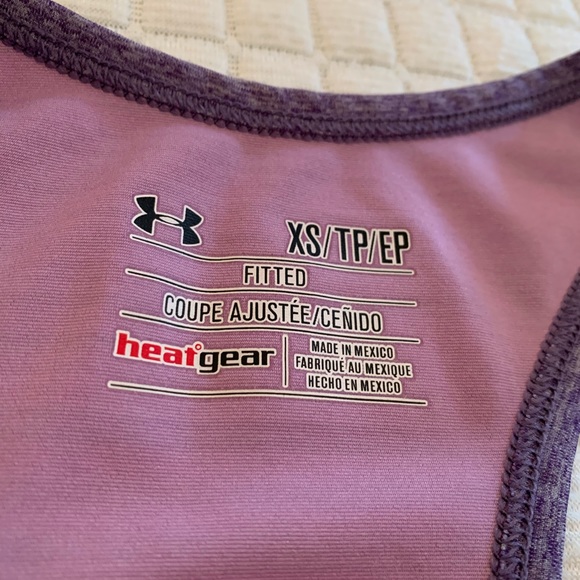 XS/TP/EP
FITTED
COUPE AJUSTÉE/CEÑIDO
heatgear
MADE IN MEXICO
FABRIQUÉ AU MEXIQUE
HECHO EN MEXICO